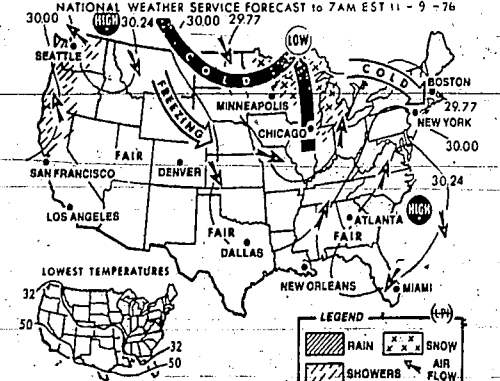 NATIONAL WEATHER SERVICE FORECAST to 7AM EST 11 - 9 - 76
30.00
HIGH
30.24
30.00
29.77
LOW
SEATTLE
COLD
COLD
FREEZING
MINNEAPOLIS
BOSTON
29.77
NEW YORK
CHICAGO
30.00
FAIR
SAN FRANCISCO
DENVER
30.24
LOS ANGELES
FAIR
DALLAS
ATLANTA
HIGH
FAIR
NEW ORLEANS
MIAMI
LOWEST TEMPERATURES
32
50
32
50
LEGEND
RAIN
SNOW
SHOWERS
AIR
FLOW